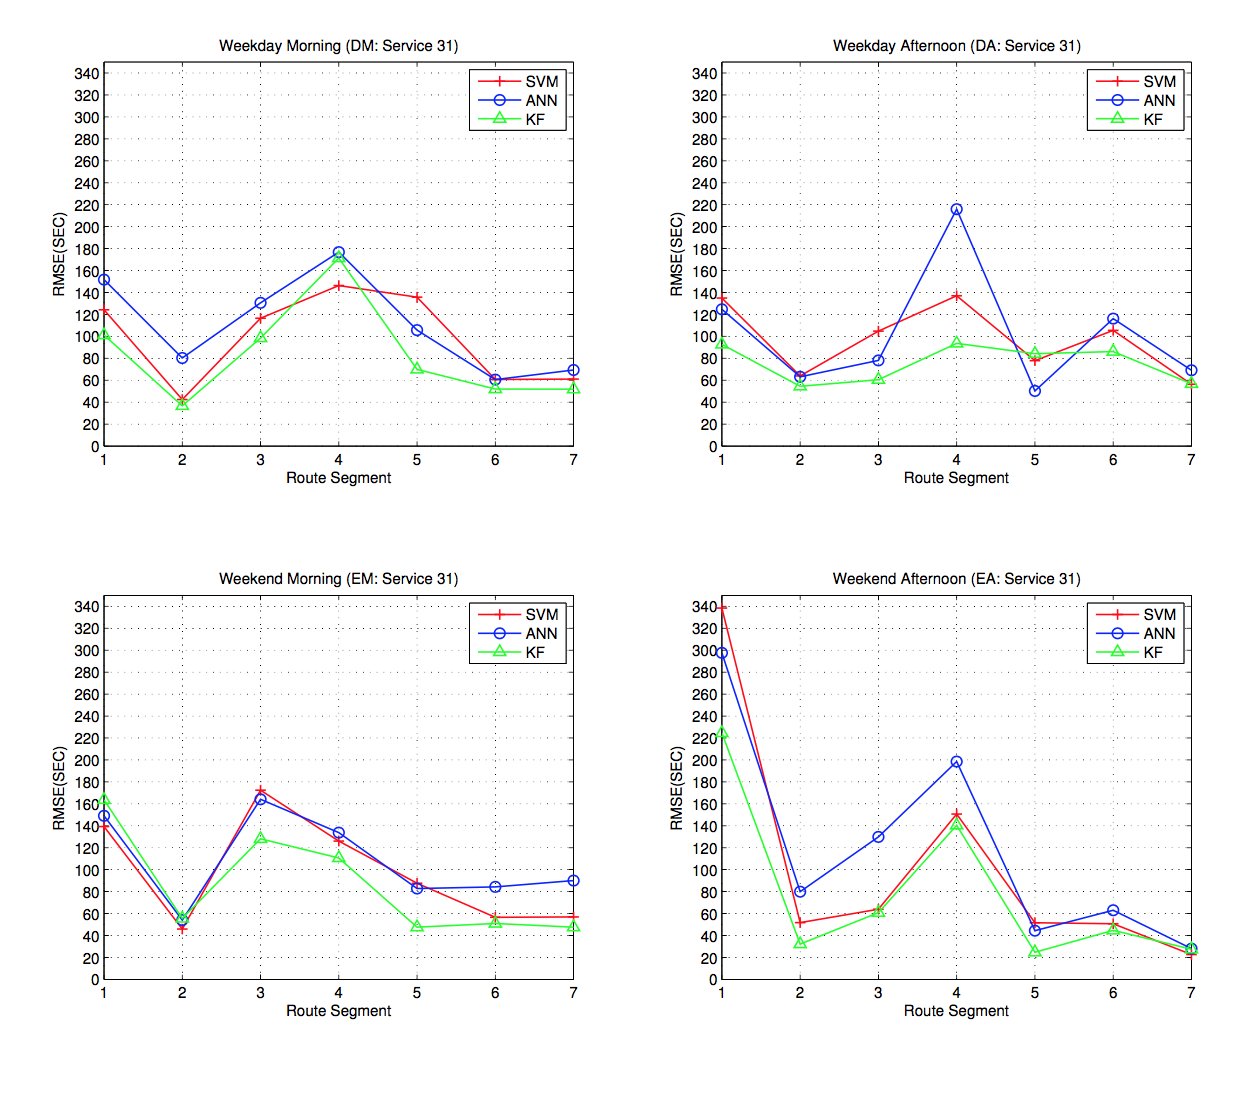 Weekday Morning (DM: Service 31)
340
320
300
280
260
240
220
200
180
160
140
120
100
80
60
40
20
0
RMSE(SEC)
SVM
ANN
KF
1 2 3 4 5 6 7
Route Segment
Weekday Afternoon (DA: Service 31)
340
320
300
280
260
240
220
200
180
160
140
120
100
80
60
40
20
0
RMSE(SEC)
SVM
ANN
KF
1 2 3 4 5 6 7
Route Segment
Weekend Morning (EM: Service 31)
340
320
300
280
260
240
220
200
180
160
140
120
100
80
60
40
20
0
RMSE(SEC)
SVM
ANN
KF
1 2 3 4 5 6 7
Route Segment
Weekend Afternoon (EA: Service 31)
340
320
300
280
260
240
220
200
180
160
140
120
100
80
60
40
20
0
RMSE(SEC)
SVM
ANN
KF
1 2 3 4 5 6 7
Route Segment